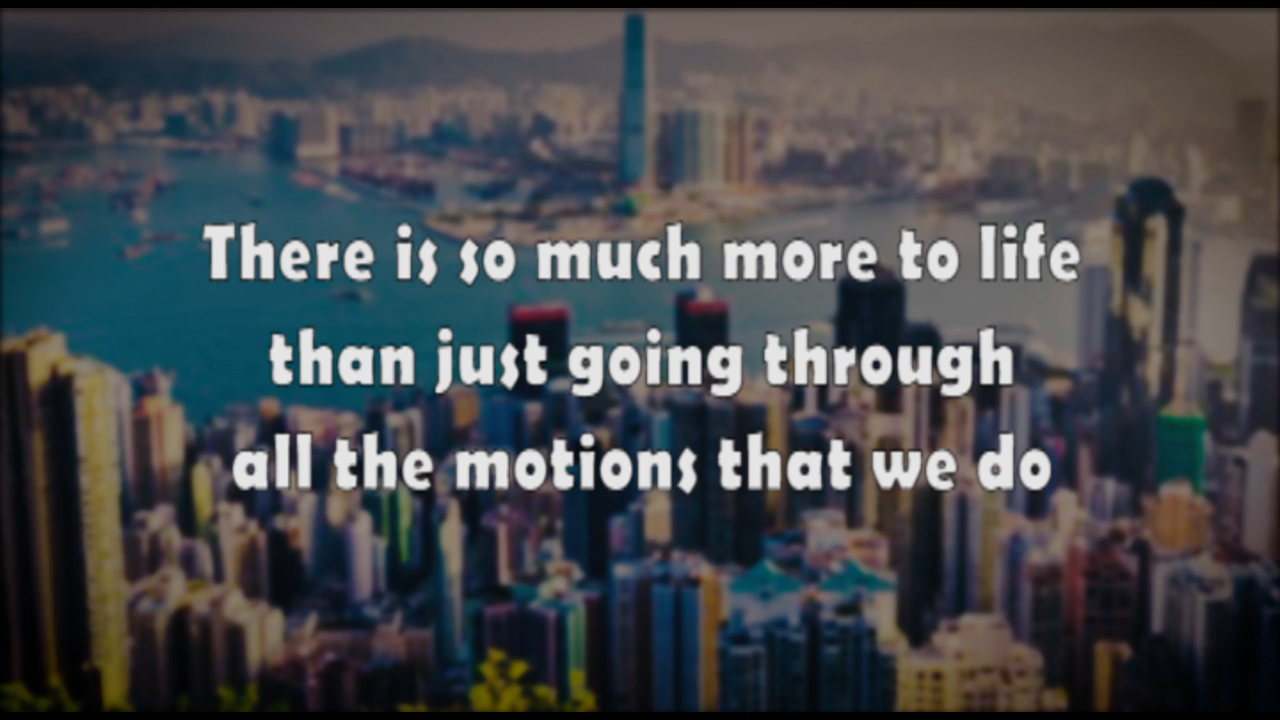 There is so much more to life
than just going through
all the motions that we do